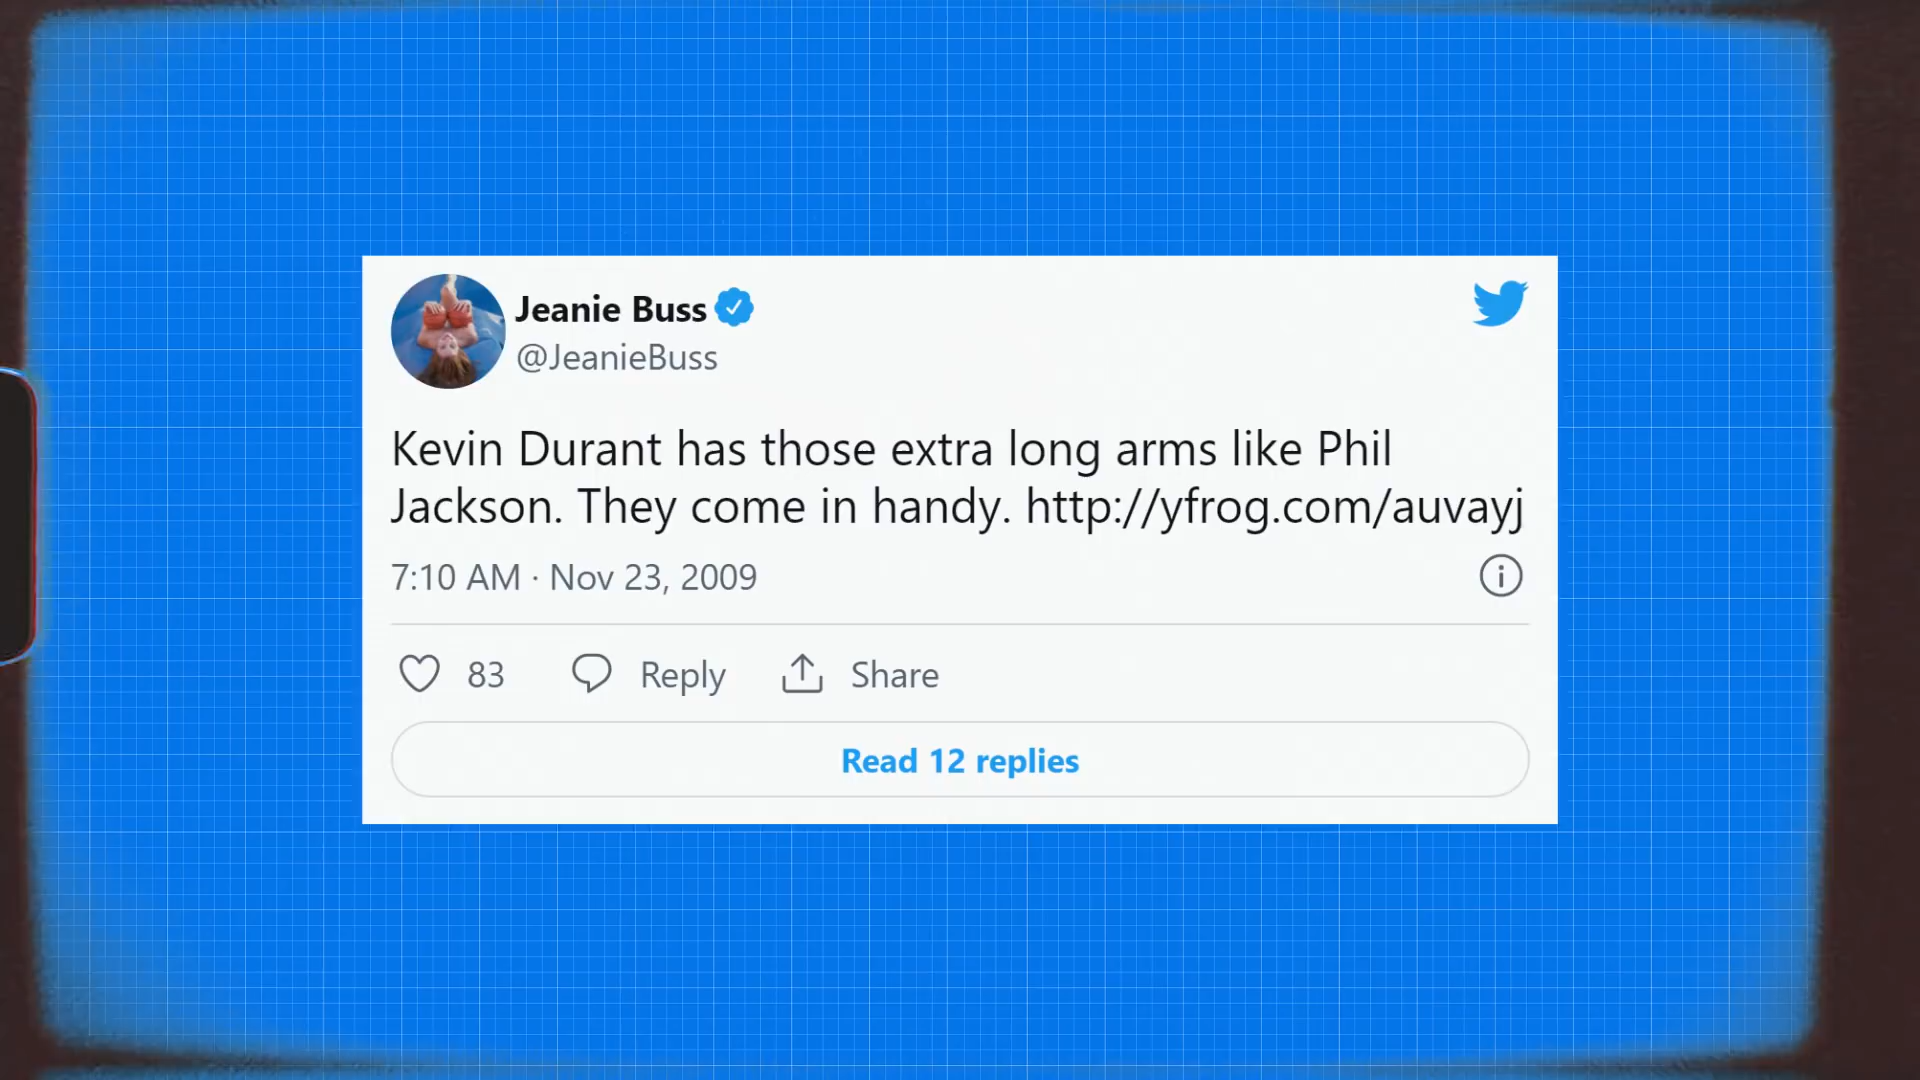 Jeanie Buss
@JeanieBuss
Kevin Durant has those extra long arms like Phil
Jackson. They come in handy. http://yfrog.com/auvayj
7:10 AM · Nov 23, 2009
83 Reply Share
Read 12 replies